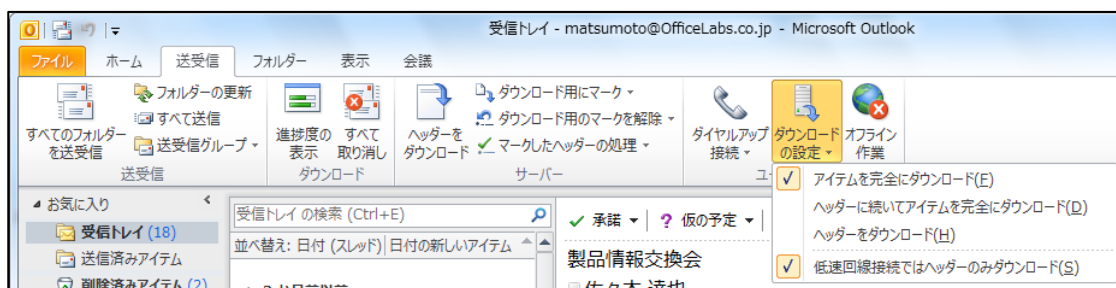 受信トレイ - matsumoto@OfficeLabs.co.jp - Microsoft Outlook
ファイル ホーム 送受信 フォルダー 表示 会議
すべてのフォルダー
を送受信
フォルダーの更新
すべて送信
送受信グループ
送受信
進捗度の
表示
すべて
取り消し
ダウンロード
ヘッダーを
ダウンロード
ダウンロード用にマーク
ダウンロード用のマークを解除
マークしたヘッダーの処理
サーバー
ダイヤルアップ
接続
ダウンロード
の設定
オフライン
作業
ユ
アイテムを完全にダウンロード(F)
ヘッダーに続いてアイテムを完全にダウンロード(D)
ヘッダーをダウンロード(H)
低速回線接続ではヘッダーのみダウンロード(S)
お気に入り
受信トレイ (18)
送信済みアイテム
削除済みアイテム (2)
受信トレイ の検索 (Ctrl+E)
並べ替え: 日付 (スレッド) 日付の新しいアイテム
承諾 ? 仮の予定
製品情報交換会